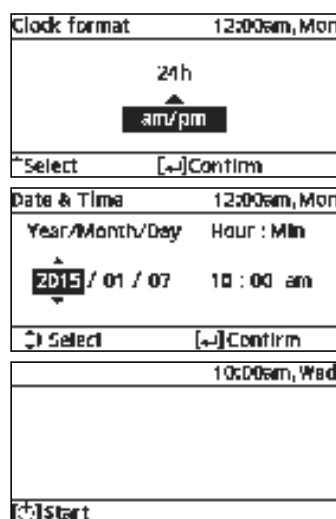 Clock format 12:00am, Mon
24h
am/pm
Select [↵]Confirm
Date & Time 12:00am, Mon
Year/Month/Day Hour : Min
2015 / 01 / 07 10 : 00 am
Select [↵]Confirm
10:00am, Wed
[⏻]Start